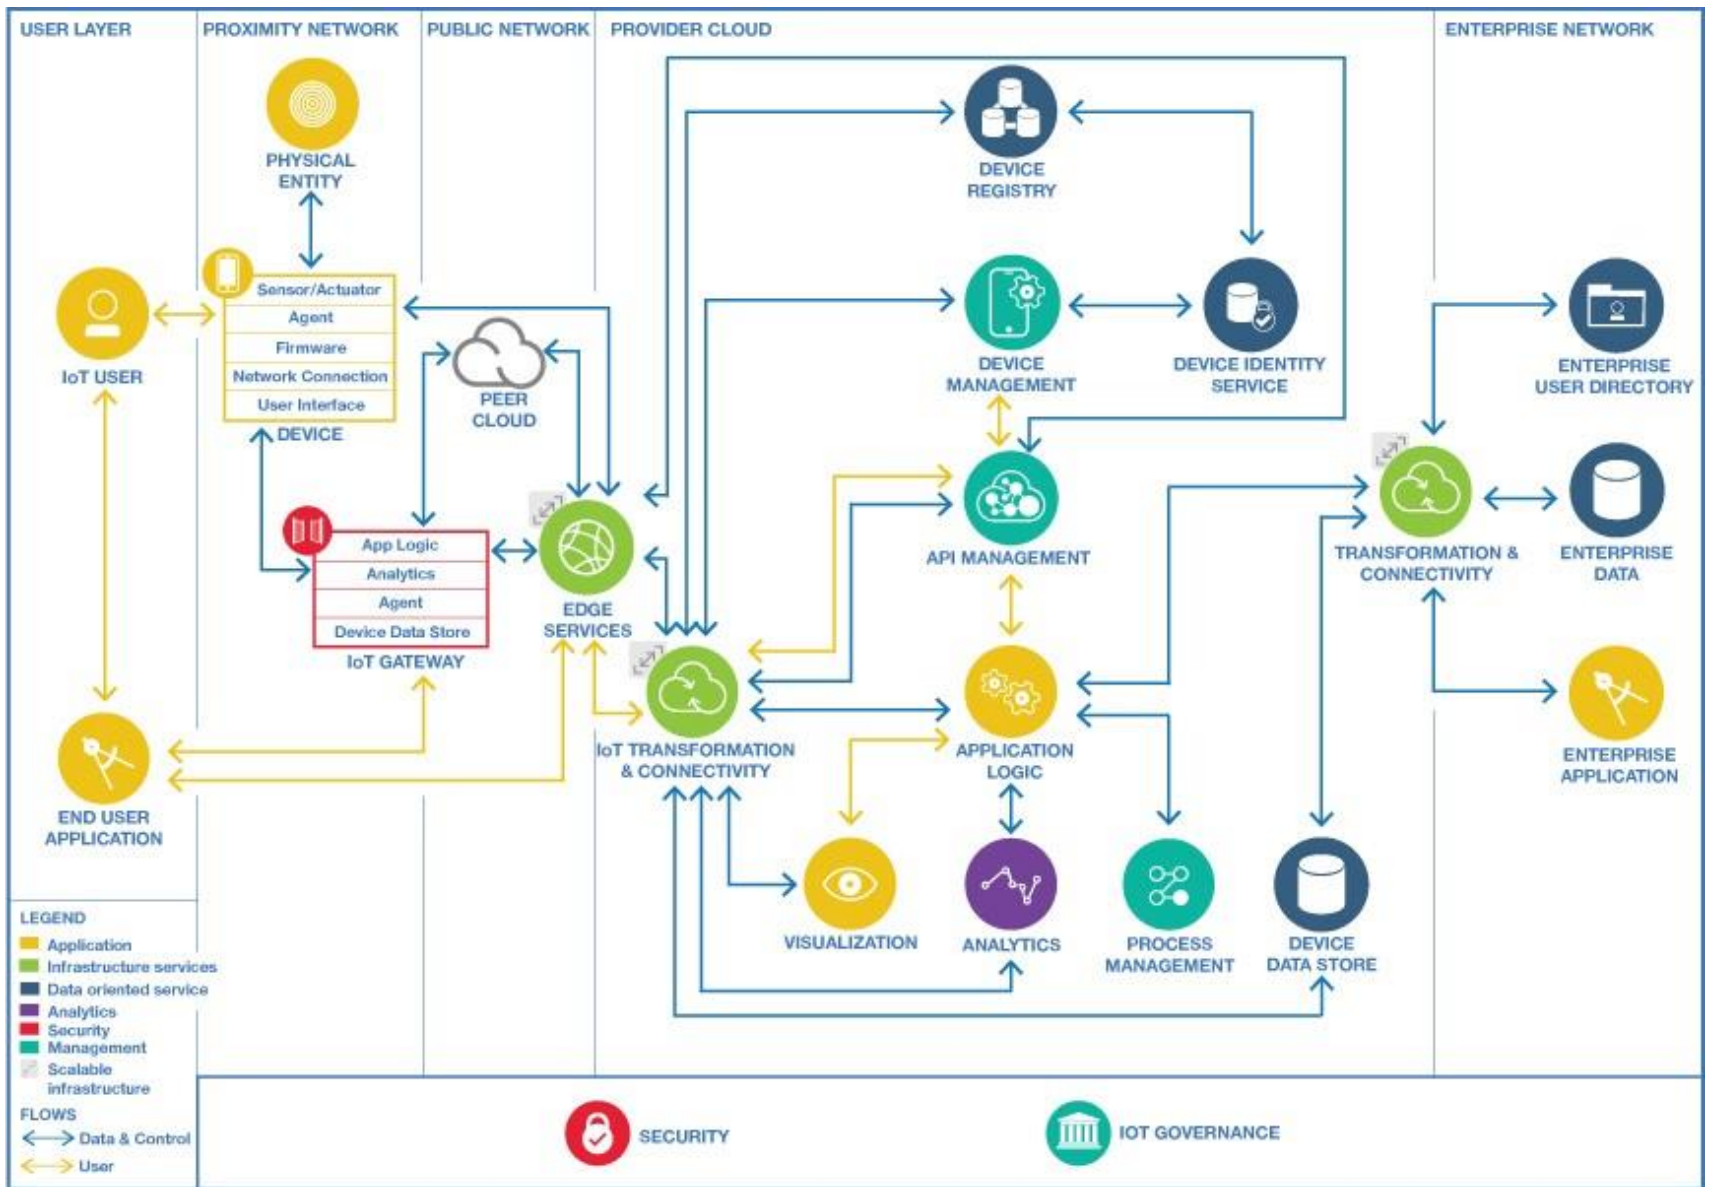 USER LAYER
PROXIMITY NETWORK
PUBLIC NETWORK
PROVIDER CLOUD
ENTERPRISE NETWORK
PHYSICAL
ENTITY
IoT USER
Sensor/Actuator
Agent
Firmware
Network Connection
User Interface
DEVICE
PEER
CLOUD
App Logic
Analytics
Agent
Device Data Store
IoT GATEWAY
EDGE
SERVICES
END USER
APPLICATION
DEVICE
REGISTRY
DEVICE
MANAGEMENT
DEVICE IDENTITY
SERVICE
API MANAGEMENT
IoT TRANSFORMATION
& CONNECTIVITY
APPLICATION
LOGIC
VISUALIZATION
ANALYTICS
PROCESS
MANAGEMENT
DEVICE
DATA STORE
TRANSFORMATION &
CONNECTIVITY
ENTERPRISE
USER DIRECTORY
ENTERPRISE
DATA
ENTERPRISE
APPLICATION
LEGEND
Application
Infrastructure services
Data oriented service
Analytics
Security
Management
Scalable
infrastructure
FLOWS
Data & Control
User
SECURITY
IOT GOVERNANCE